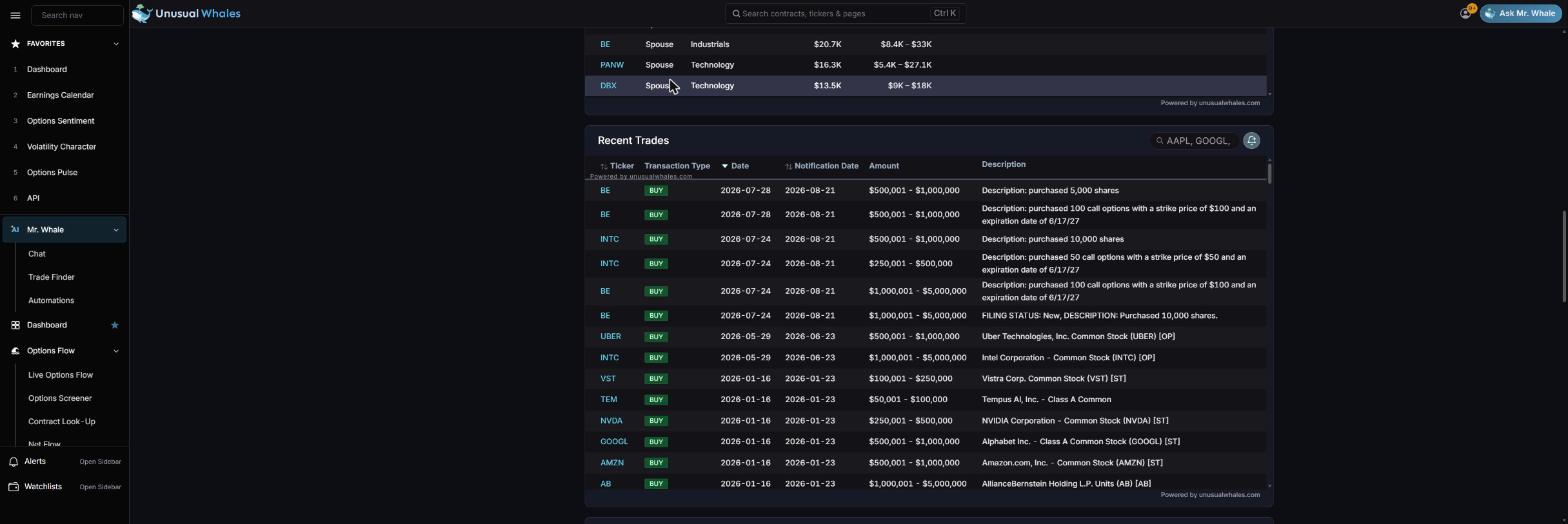 Search nav
Unusual Whales
Search contracts, tickers & pages
Ctrl K
9+
Ask Mr. Whale
FAVORITES
1 Dashboard
2 Earnings Calendar
3 Options Sentiment
4 Volatility Character
5 Options Pulse
6 API
AI Mr. Whale
Chat
Trade Finder
Automations
Dashboard
Options Flow
Live Options Flow
Options Screener
Contract Look-Up
Net Flow
Alerts Open Sidebar
Watchlists Open Sidebar
BE Spouse Industrials $20.7K $8.4K – $33K
PANW Spouse Technology $16.3K $5.4K – $27.1K
DBX Spouse Technology $13.5K $9K – $18K
Powered by unusualwhales.com
Recent Trades
AAPL, GOOGL,
Ticker Transaction Type Date Notification Date Amount Description
Powered by unusualwhales.com
BE BUY 2026-07-28 2026-08-21 $500,001 - $1,000,000 Description: purchased 5,000 shares
BE BUY 2026-07-28 2026-08-21 $500,001 - $1,000,000 Description: purchased 100 call options with a strike price of $100 and an
expiration date of 6/17/27
INTC BUY 2026-07-24 2026-08-21 $500,001 - $1,000,000 Description: purchased 10,000 shares
INTC BUY 2026-07-24 2026-08-21 $250,001 - $500,000 Description: purchased 50 call options with a strike price of $50 and an
expiration date of 6/17/27
BE BUY 2026-07-24 2026-08-21 $1,000,001 - $5,000,000 Description: purchased 100 call options with a strike price of $100 and an
expiration date of 6/17/27
BE BUY 2026-07-24 2026-08-21 $1,000,001 - $5,000,000 FILING STATUS: New, DESCRIPTION: Purchased 10,000 shares.
UBER BUY 2026-05-29 2026-06-23 $500,001 - $1,000,000 Uber Technologies, Inc. Common Stock (UBER) [OP]
INTC BUY 2026-05-29 2026-06-23 $1,000,001 - $5,000,000 Intel Corporation - Common Stock (INTC) [OP]
VST BUY 2026-01-16 2026-01-23 $100,001 - $250,000 Vistra Corp. Common Stock (VST) [ST]
TEM BUY 2026-01-16 2026-01-23 $50,001 - $100,000 Tempus AI, Inc. - Class A Common
NVDA BUY 2026-01-16 2026-01-23 $250,001 - $500,000 NVIDIA Corporation - Common Stock (NVDA) [ST]
GOOGL BUY 2026-01-16 2026-01-23 $500,001 - $1,000,000 Alphabet Inc. - Class A Common Stock (GOOGL) [ST]
AMZN BUY 2026-01-16 2026-01-23 $500,001 - $1,000,000 Amazon.com, Inc. - Common Stock (AMZN) [ST]
AB BUY 2026-01-16 2026-01-23 $1,000,001 - $5,000,000 AllianceBernstein Holding L.P. Units (AB) [AB]
Powered by unusualwhales.com